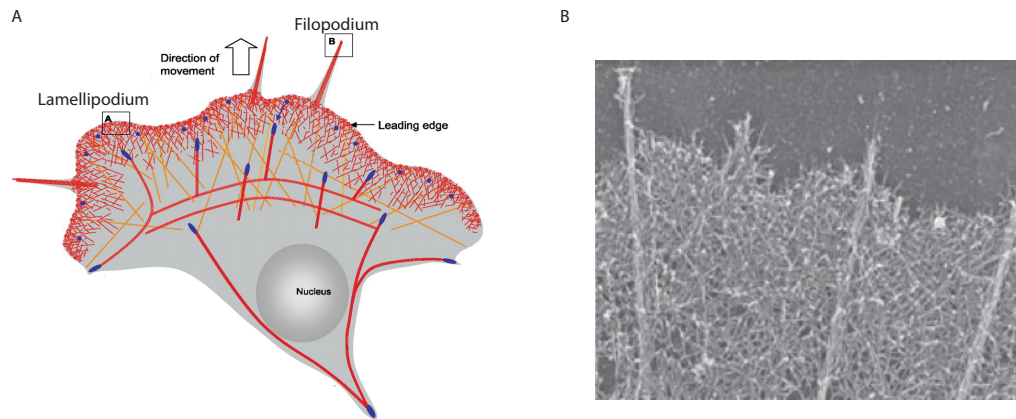 A
B
Filopodium
B
Direction of
movement
Lamellipodium
A
Leading edge
Nucleus